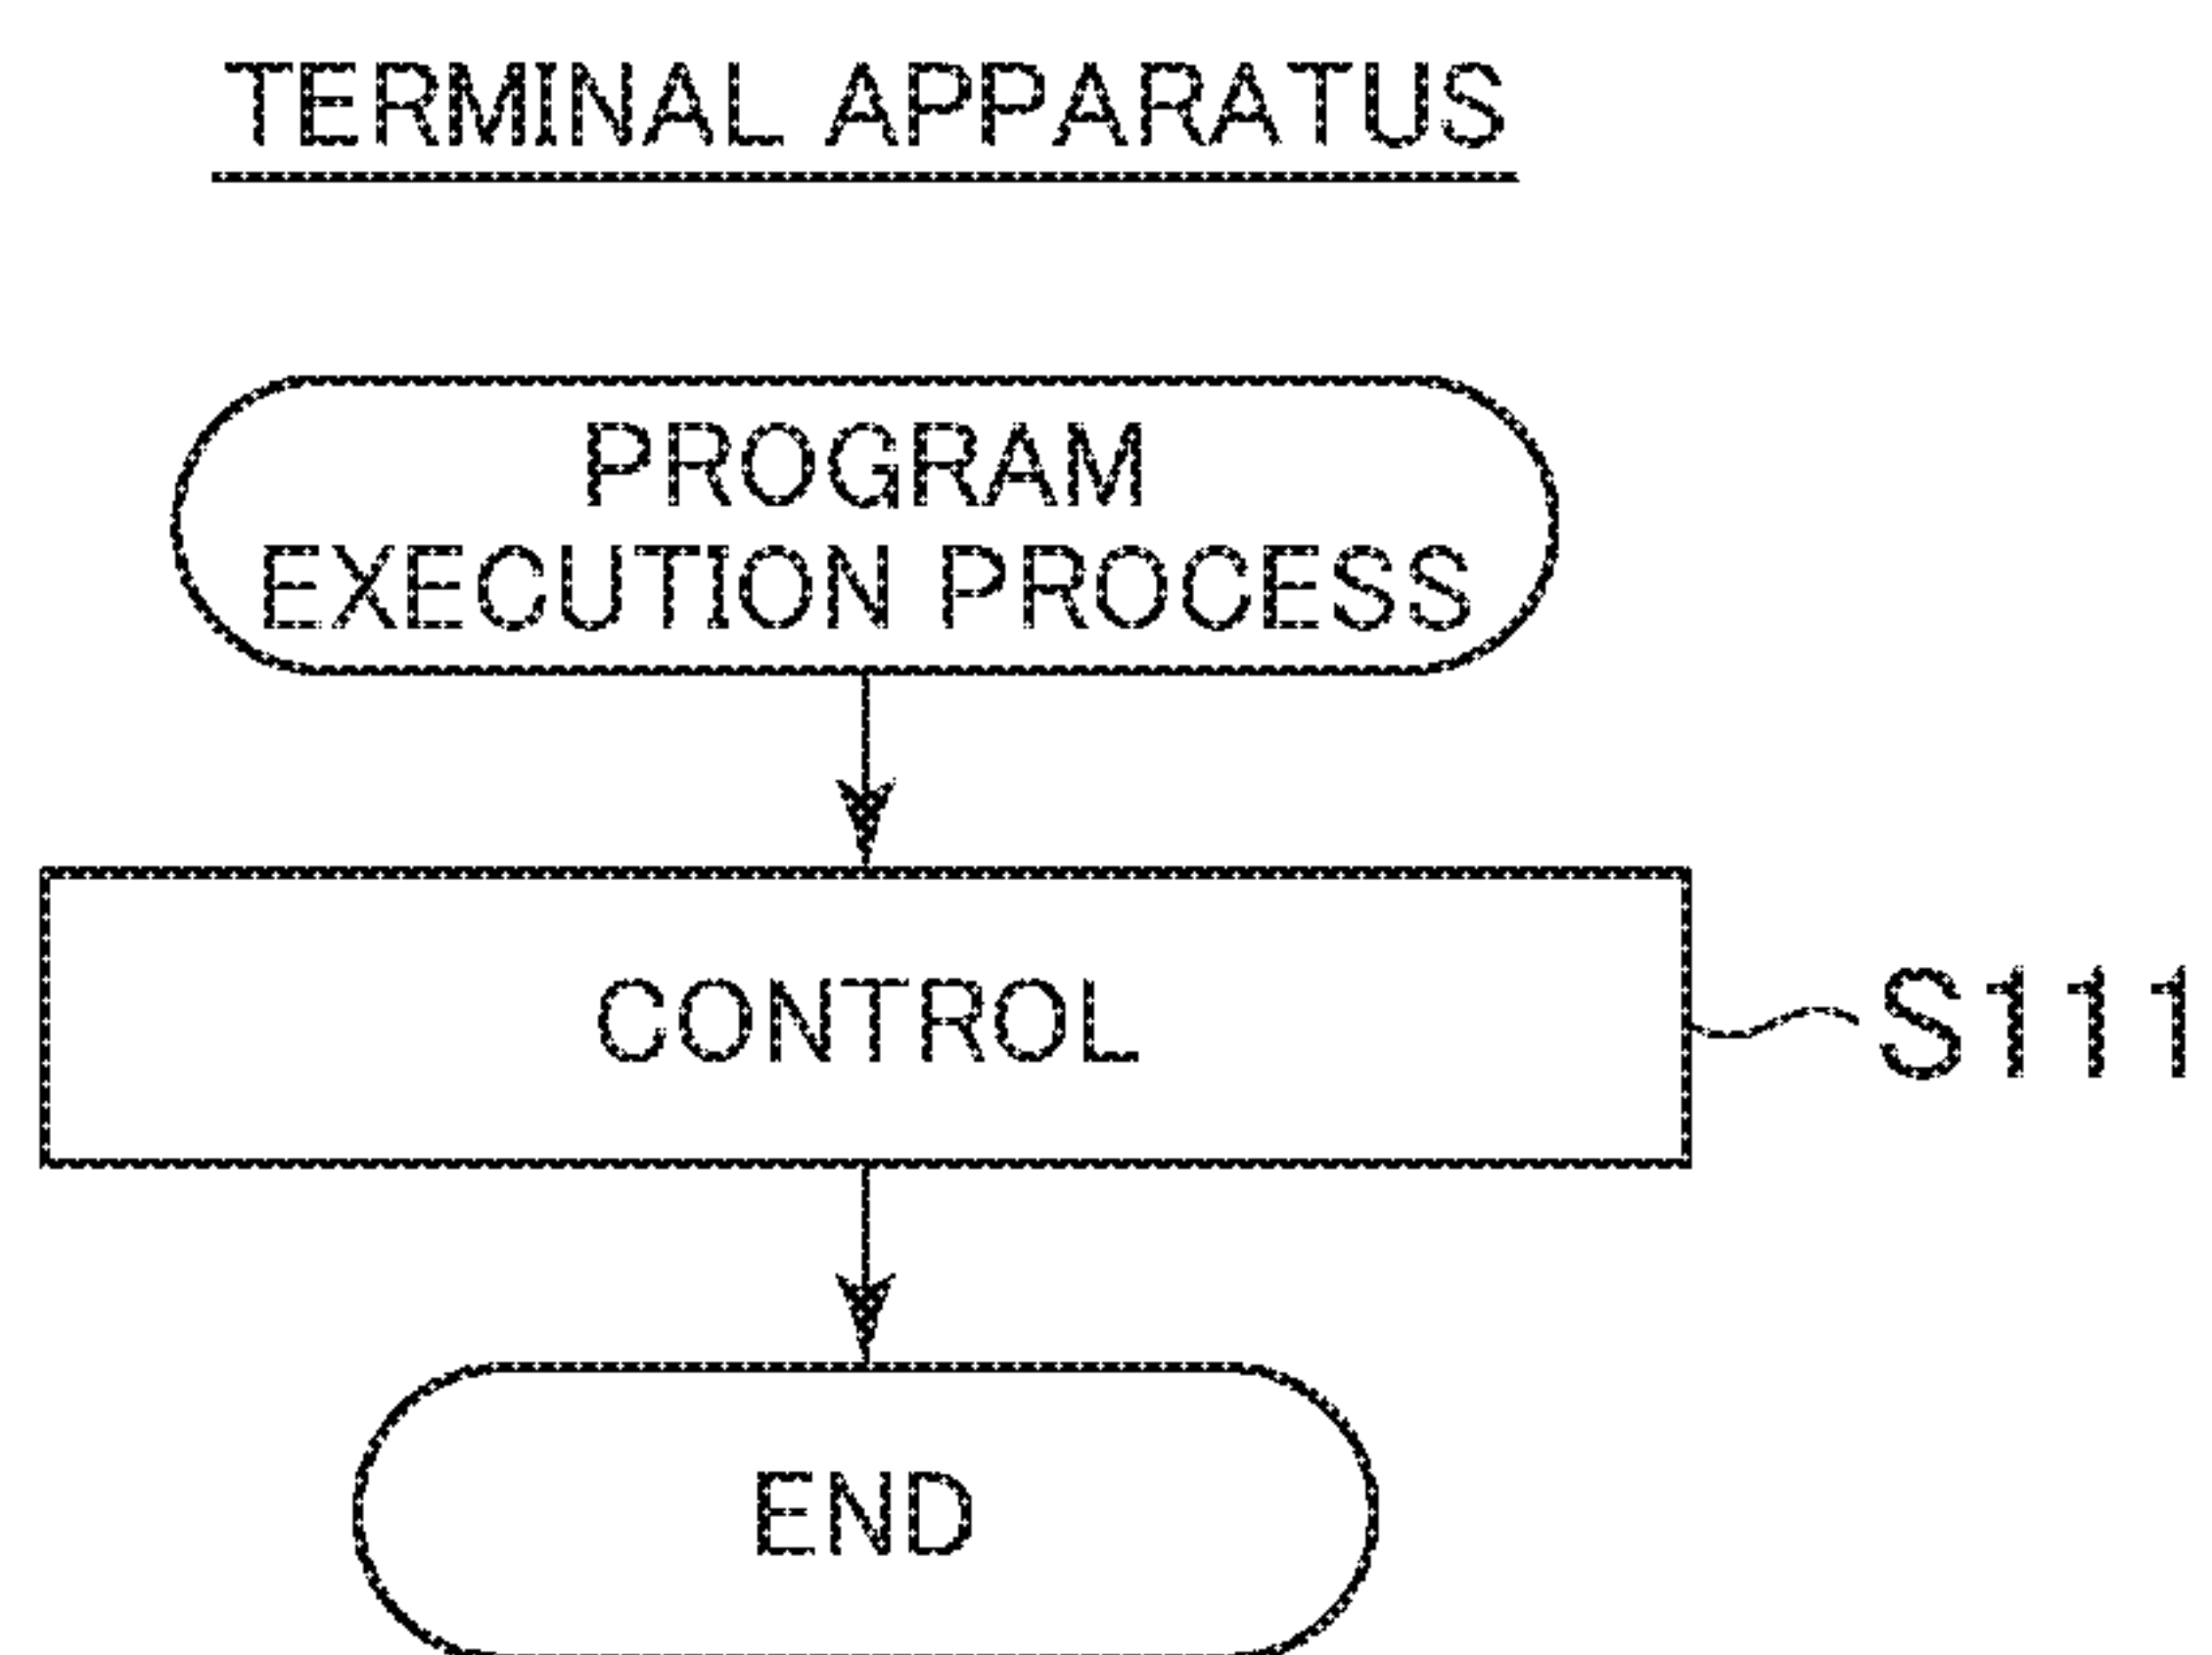 TERMINAL APPARATUS
PROGRAM
EXECUTION PROCESS
CONTROL
S111
END